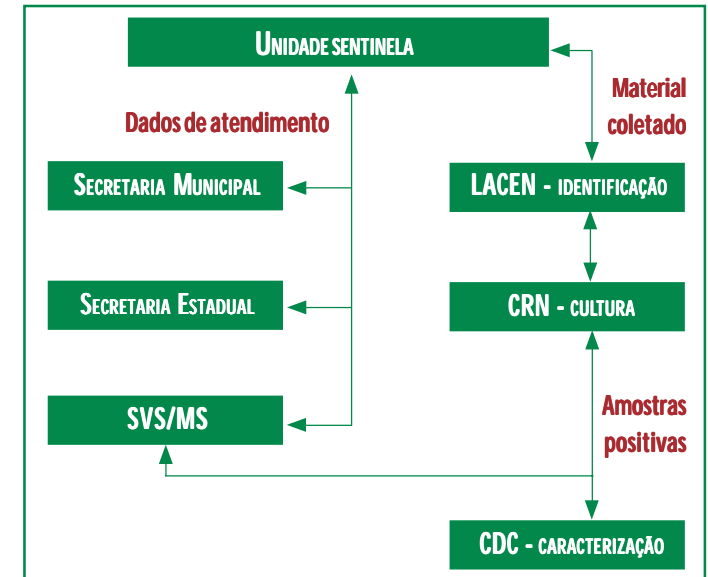 UNIDADE SENTINELA
Dados de atendimento
Material
coletado
SECRETARIA MUNICIPAL
LACEN - IDENTIFICAÇÃO
SECRETARIA ESTADUAL
CRN - CULTURA
SVS/MS
Amostras
positivas
CDC - CARACTERIZAÇÃO